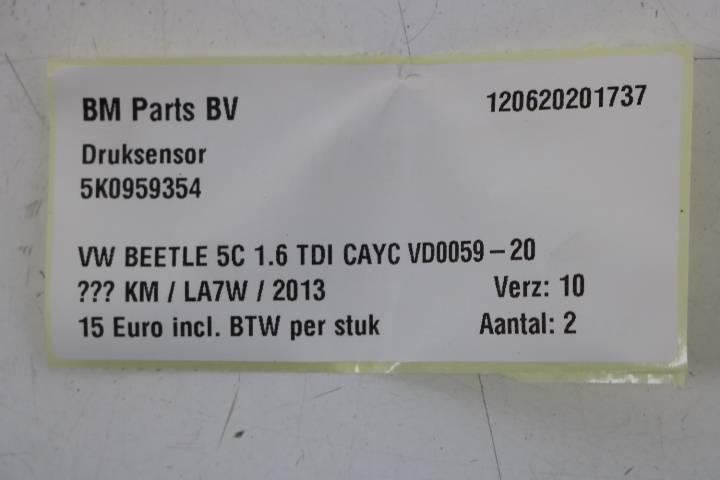 BM Parts BV 120620201737
Druksensor
5K0959354
VW BEETLE 5C 1.6 TDI CAYC VD0059-20
??? KM / LA7W / 2013 Verz: 10
15 Euro incl. BTW per stuk Aantal: 2